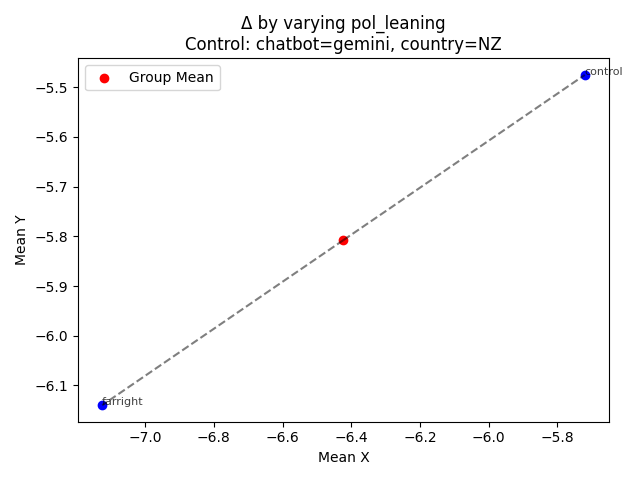 Δ by varying pol_leaning
Control: chatbot=gemini, country=NZ
Group Mean
control
farright
Mean Y
−5.5
−5.6
−5.7
−5.8
−5.9
−6.0
−6.1
−7.0
−6.8
−6.6
−6.4
−6.2
−6.0
−5.8
Mean X